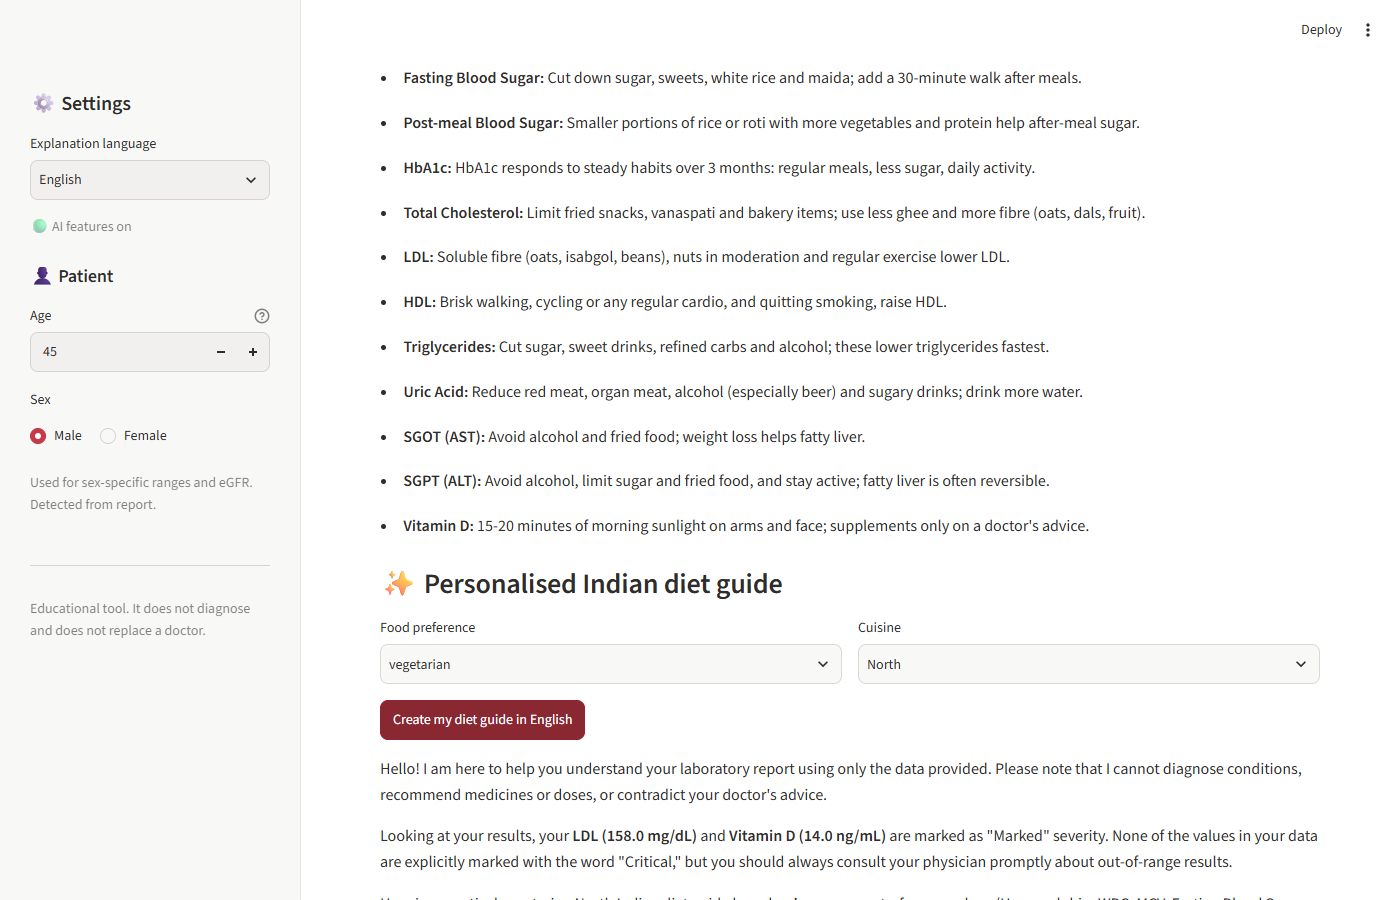 Deploy
Settings
Explanation language
English
AI features on
Patient
Age
45
Sex
Male
Female
Used for sex-specific ranges and eGFR.
Detected from report.
Educational tool. It does not diagnose
and does not replace a doctor.
Fasting Blood Sugar: Cut down sugar, sweets, white rice and maida; add a 30-minute walk after meals.
Post-meal Blood Sugar: Smaller portions of rice or roti with more vegetables and protein help after-meal sugar.
HbA1c: HbA1c responds to steady habits over 3 months: regular meals, less sugar, daily activity.
Total Cholesterol: Limit fried snacks, vanaspati and bakery items; use less ghee and more fibre (oats, dals, fruit).
LDL: Soluble fibre (oats, isabgol, beans), nuts in moderation and regular exercise lower LDL.
HDL: Brisk walking, cycling or any regular cardio, and quitting smoking, raise HDL.
Triglycerides: Cut sugar, sweet drinks, refined carbs and alcohol; these lower triglycerides fastest.
Uric Acid: Reduce red meat, organ meat, alcohol (especially beer) and sugary drinks; drink more water.
SGOT (AST): Avoid alcohol and fried food; weight loss helps fatty liver.
SGPT (ALT): Avoid alcohol, limit sugar and fried food, and stay active; fatty liver is often reversible.
Vitamin D: 15-20 minutes of morning sunlight on arms and face; supplements only on a doctor's advice.
Personalised Indian diet guide
Food preference
vegetarian
Cuisine
North
Create my diet guide in English
Hello! I am here to help you understand your laboratory report using only the data provided. Please note that I cannot diagnose conditions,
recommend medicines or doses, or contradict your doctor's advice.
Looking at your results, your LDL (158.0 mg/dL) and Vitamin D (14.0 ng/mL) are marked as "Marked" severity. None of the values in your data
are explicitly marked with the word "Critical," but you should always consult your physician promptly about out-of-range results.